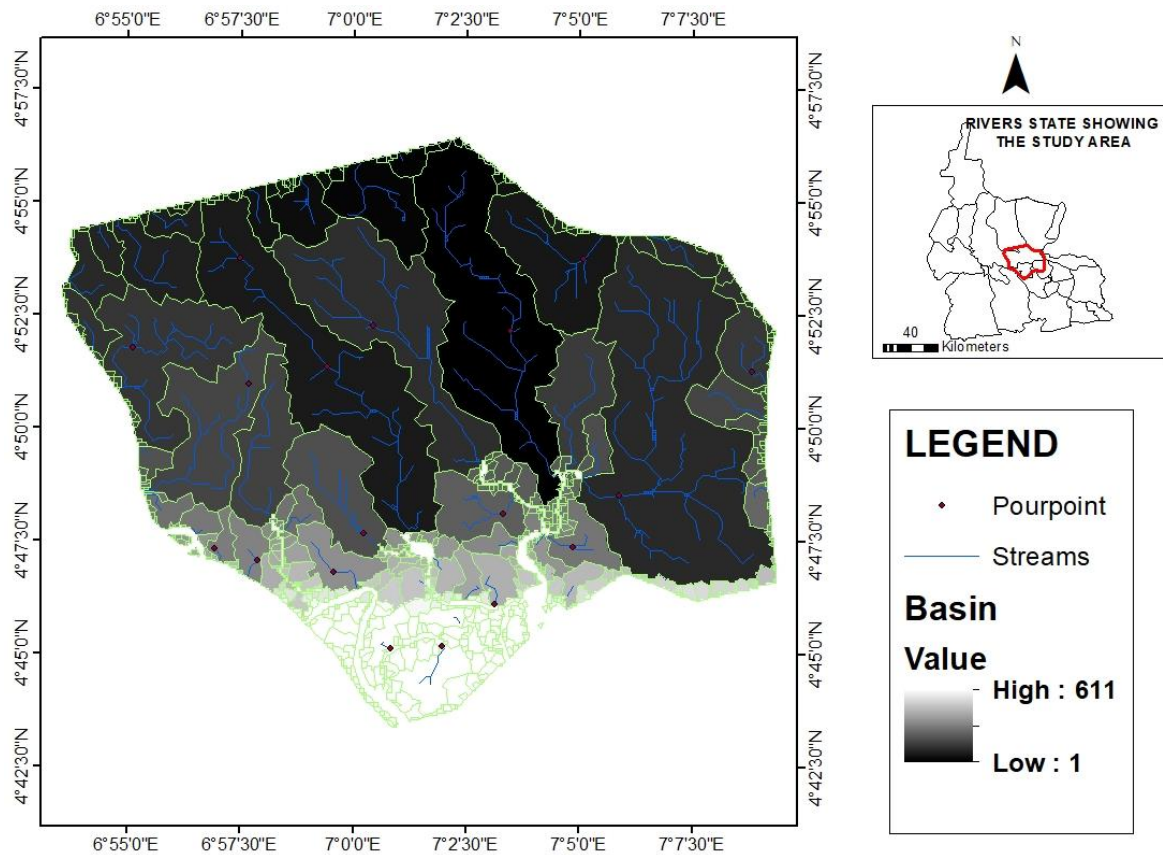 6°55'0"E 6°57'30"E 7°0'0"E 7°2'30"E 7°5'0"E 7°7'30"E
4°57'30"N
4°55'0"N
4°52'30"N
4°50'0"N
4°47'30"N
4°45'0"N
4°42'30"N
4°57'30"N
4°55'0"N
4°52'30"N
4°50'0"N
4°47'30"N
4°45'0"N
4°42'30"N
6°55'0"E 6°57'30"E 7°0'0"E 7°2'30"E 7°5'0"E 7°7'30"E
N
RIVERS STATE SHOWING
THE STUDY AREA
40
Kilometers
LEGEND
Pourpoint
Streams
Basin
Value
High : 611
Low : 1